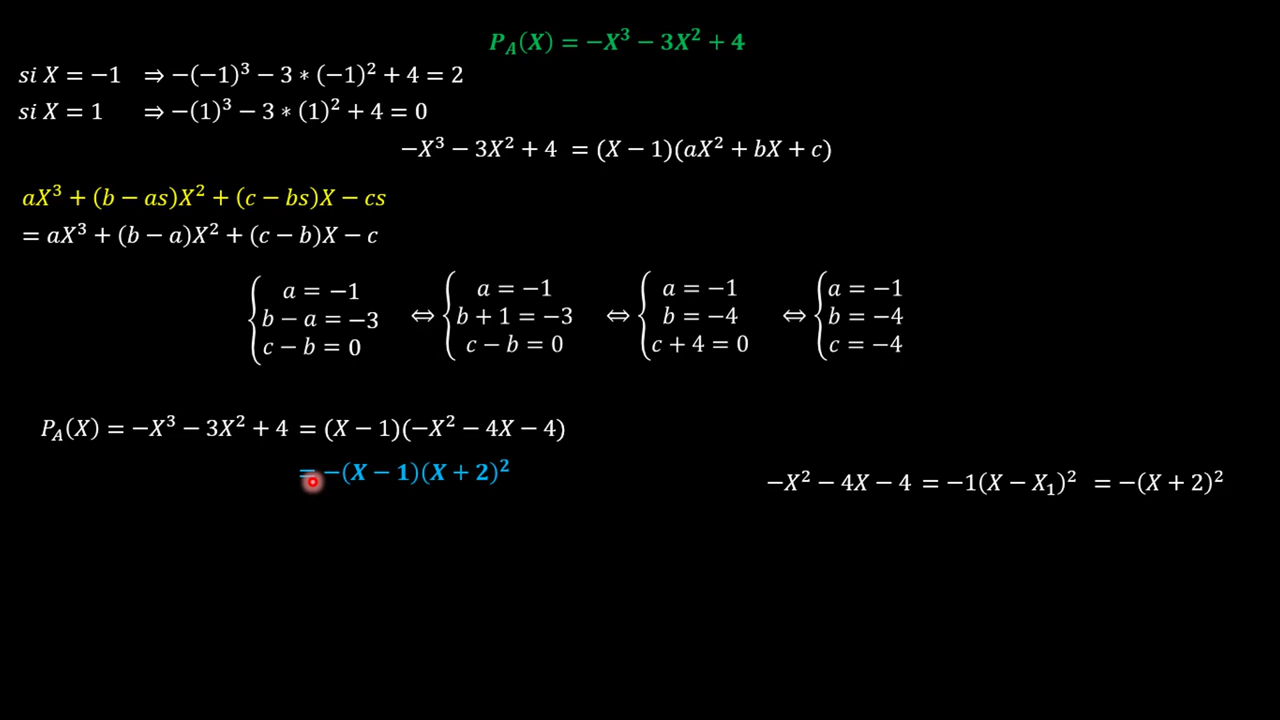 P_A(X) = −X³ − 3X² + 4
si X = −1 ⇒ −(−1)³ − 3 ∗ (−1)² + 4 = 2
si X = 1 ⇒ −(1)³ − 3 ∗ (1)² + 4 = 0
−X³ − 3X² + 4 = (X − 1)(aX² + bX + c)
aX³ + (b − as)X² + (c − bs)X − cs
= aX³ + (b − a)X² + (c − b)X − c
{ a = −1 ⇔ { a = −1 ⇔ { a = −1 ⇔ { a = −1
b − a = −3 b + 1 = −3 b = −4 b = −4
c − b = 0 c − b = 0 c + 4 = 0 c = −4
P_A(X) = −X³ − 3X² + 4 = (X − 1)(−X² − 4X − 4)
= −(X − 1)(X + 2)²
−X² − 4X − 4 = −1(X − X₁)² = −(X + 2)²